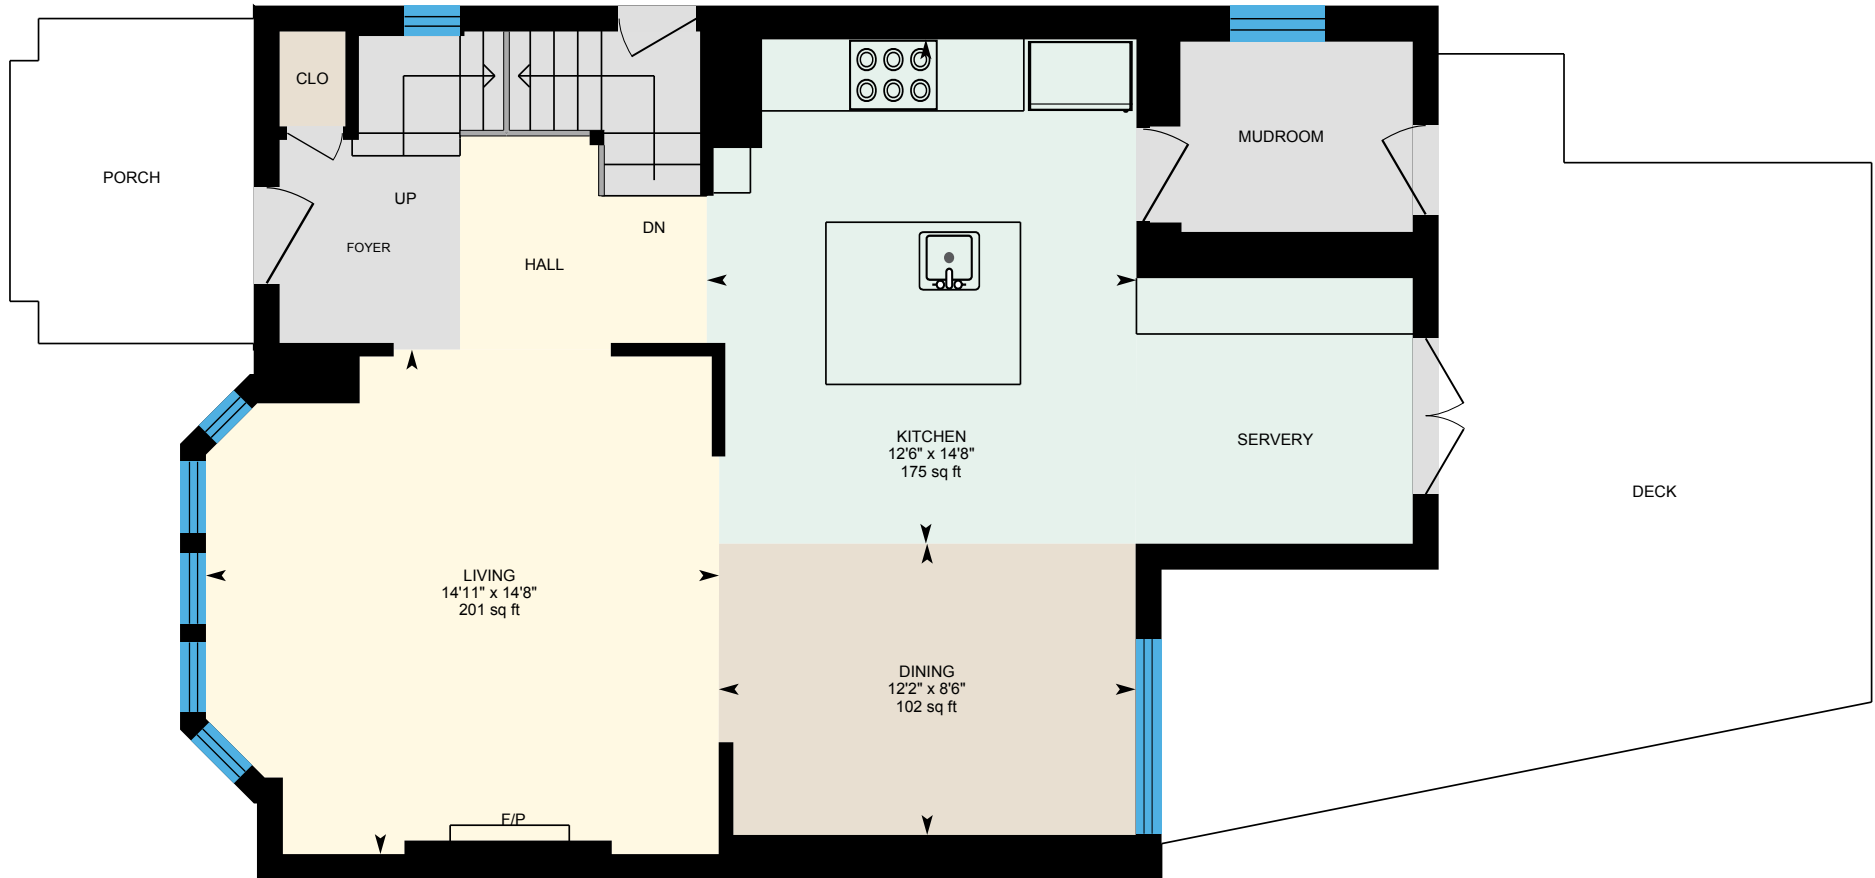 CLO
PORCH
UP
FOYER
HALL
DN
MUDROOM
KITCHEN
12'6" x 14'8"
175 sq ft
SERVERY
DECK
LIVING
14'11" x 14'8"
201 sq ft
DINING
12'2" x 8'6"
102 sq ft
F/P